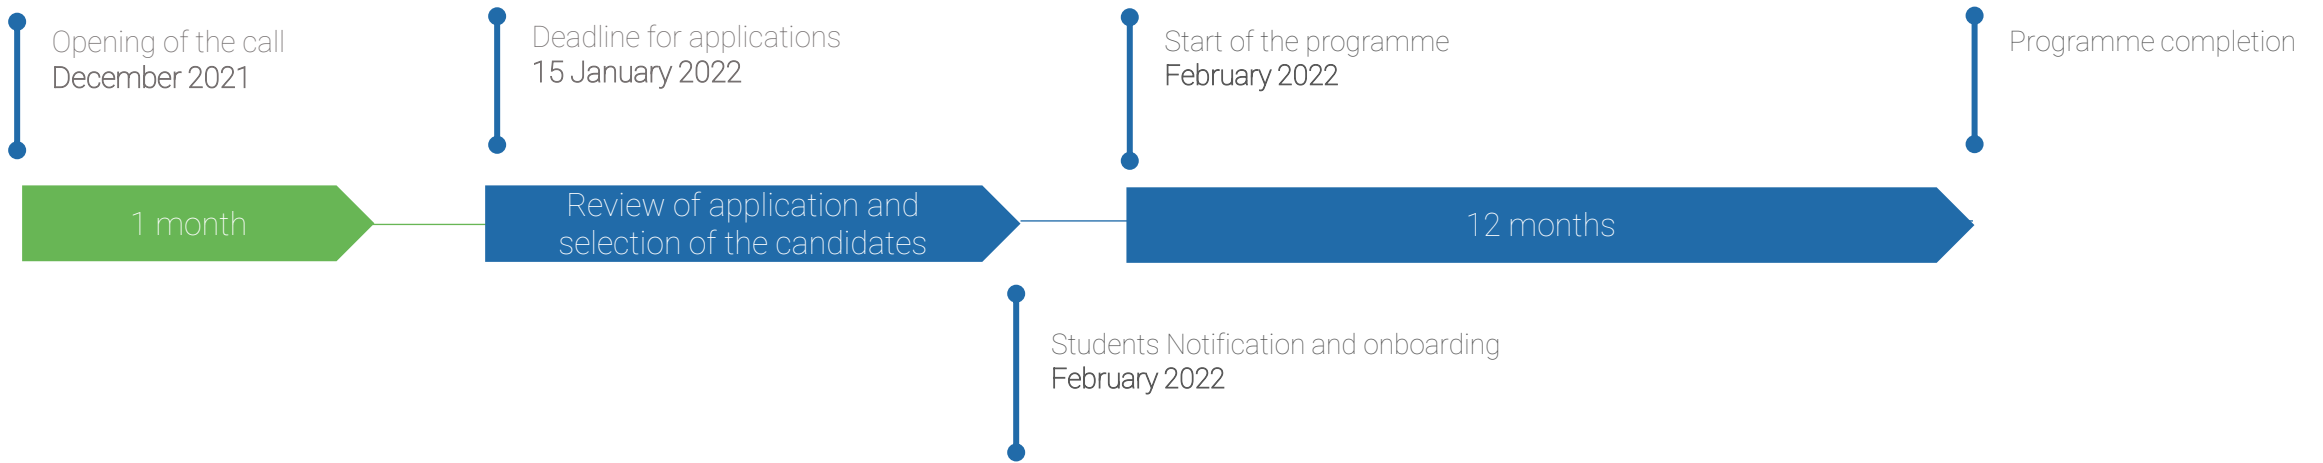 Opening of the call
December 2021
Deadline for applications
15 January 2022
Start of the programme
February 2022
Programme completion
1 month
Review of application and
selection of the candidates
12 months
Students Notification and onboarding
February 2022